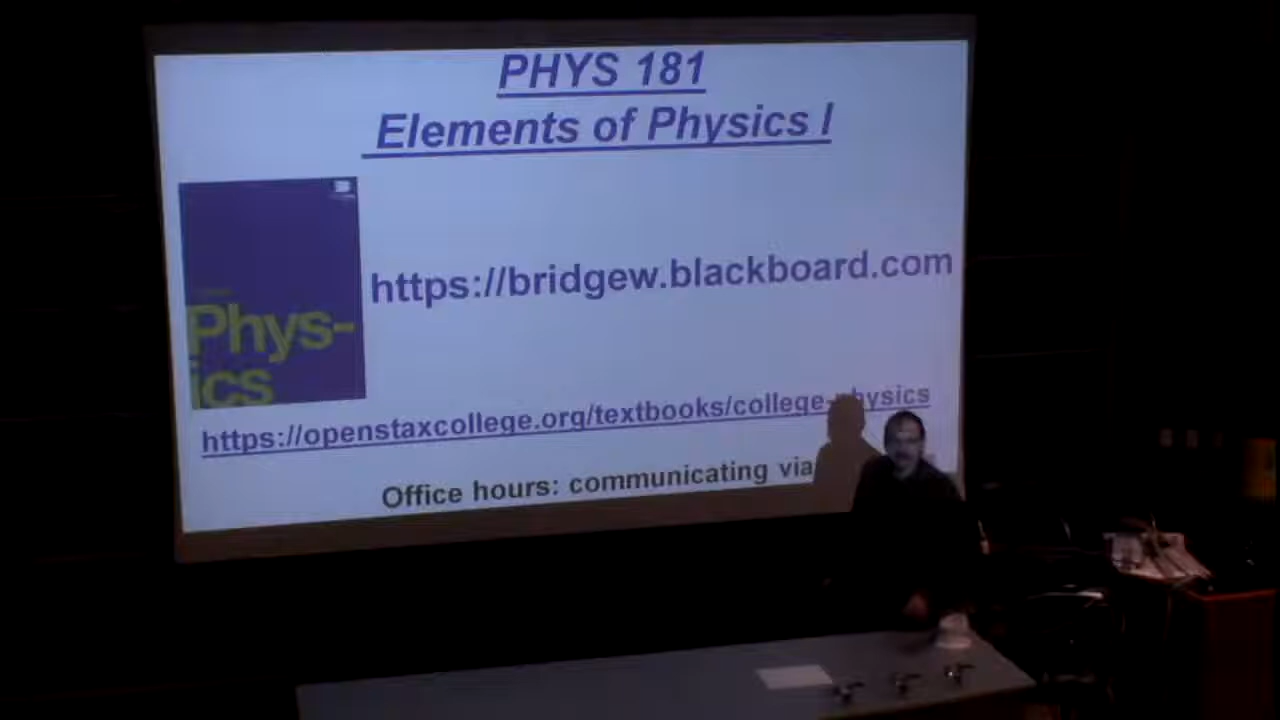 PHYS 181
Elements of Physics I
Phys-
ics
https://bridgew.blackboard.com
https://openstaxcollege.org/textbooks/college-physics
Office hours: communicating via